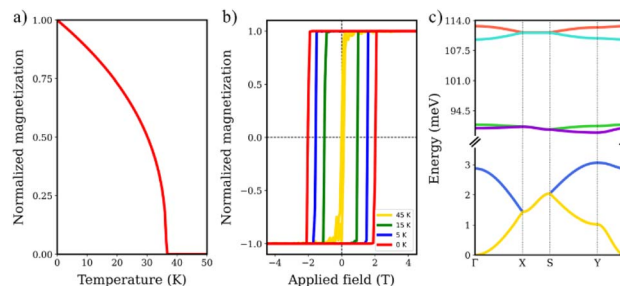 a)
1.00
0.75
0.50
0.25
0.00
Normalized magnetization
0 10 20 30 40 50
Temperature (K)
b)
1.0
0.5
0.0
−0.5
−1.0
Normalized magnetization
45 K
15 K
5 K
0 K
−4 −2 0 2 4
Applied field (T)
c)
114.0
107.5
101.0
94.5
3
2
1
0
Energy (meV)
Γ X S Y